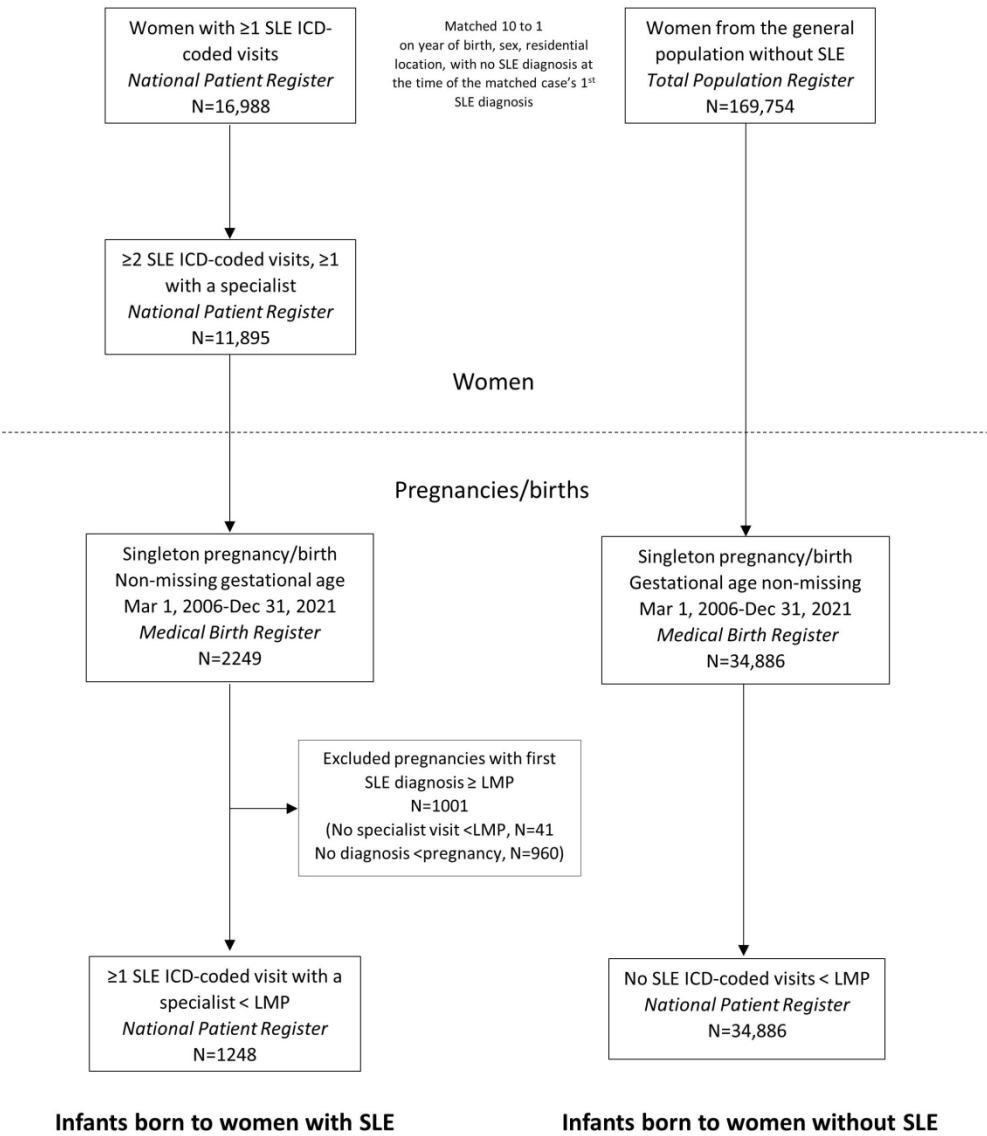 Women with ≥1 SLE ICD-
coded visits
National Patient Register
N=16,988
Matched 10 to 1
on year of birth, sex, residential
location, with no SLE diagnosis at
the time of the matched case's 1st
SLE diagnosis
Women from the general
population without SLE
Total Population Register
N=169,754
≥2 SLE ICD-coded visits, ≥1
with a specialist
National Patient Register
N=11,895
Women
Pregnancies/births
Singleton pregnancy/birth
Non-missing gestational age
Mar 1, 2006-Dec 31, 2021
Medical Birth Register
N=2249
Singleton pregnancy/birth
Gestational age non-missing
Mar 1, 2006-Dec 31, 2021
Medical Birth Register
N=34,886
Excluded pregnancies with first
SLE diagnosis ≥ LMP
N=1001
(No specialist visit <LMP, N=41
No diagnosis <pregnancy, N=960)
≥1 SLE ICD-coded visit with a
specialist < LMP
National Patient Register
N=1248
No SLE ICD-coded visits < LMP
National Patient Register
N=34,886
Infants born to women with SLE
Infants born to women without SLE